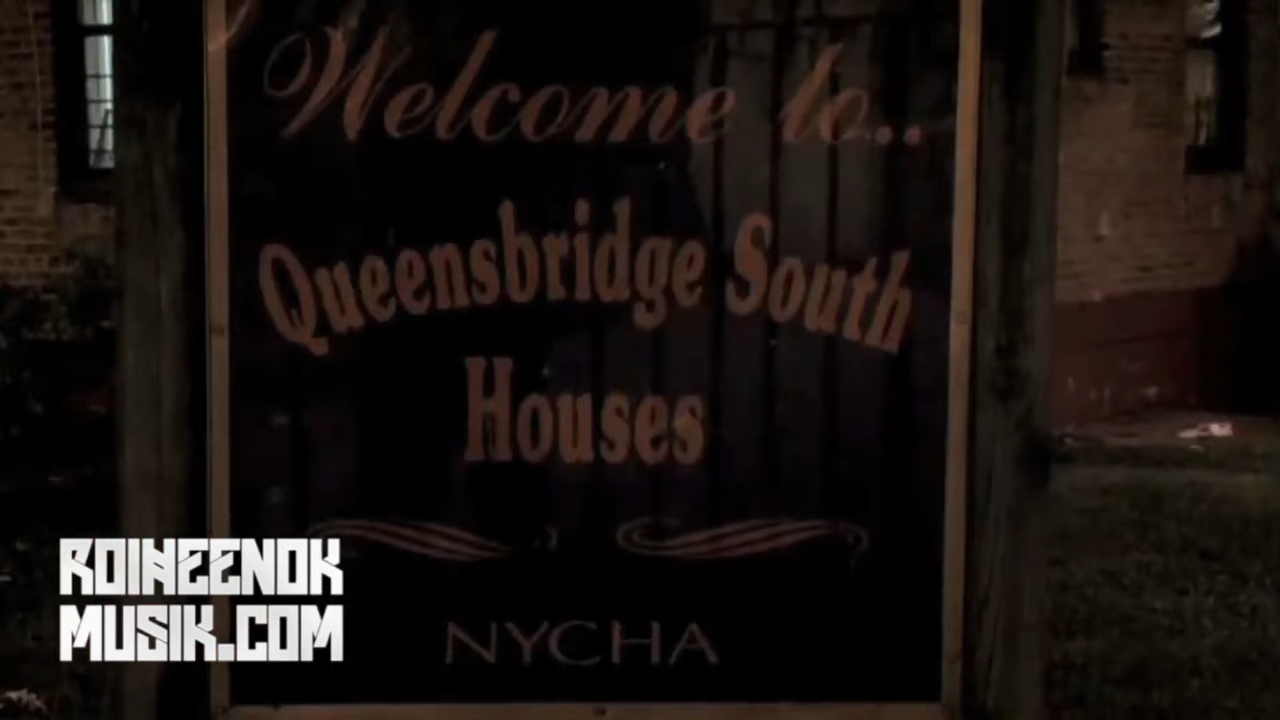 Welcome to..
Queensbridge South
Houses
NYCHA
ROINEENOK
MUSIK.COM